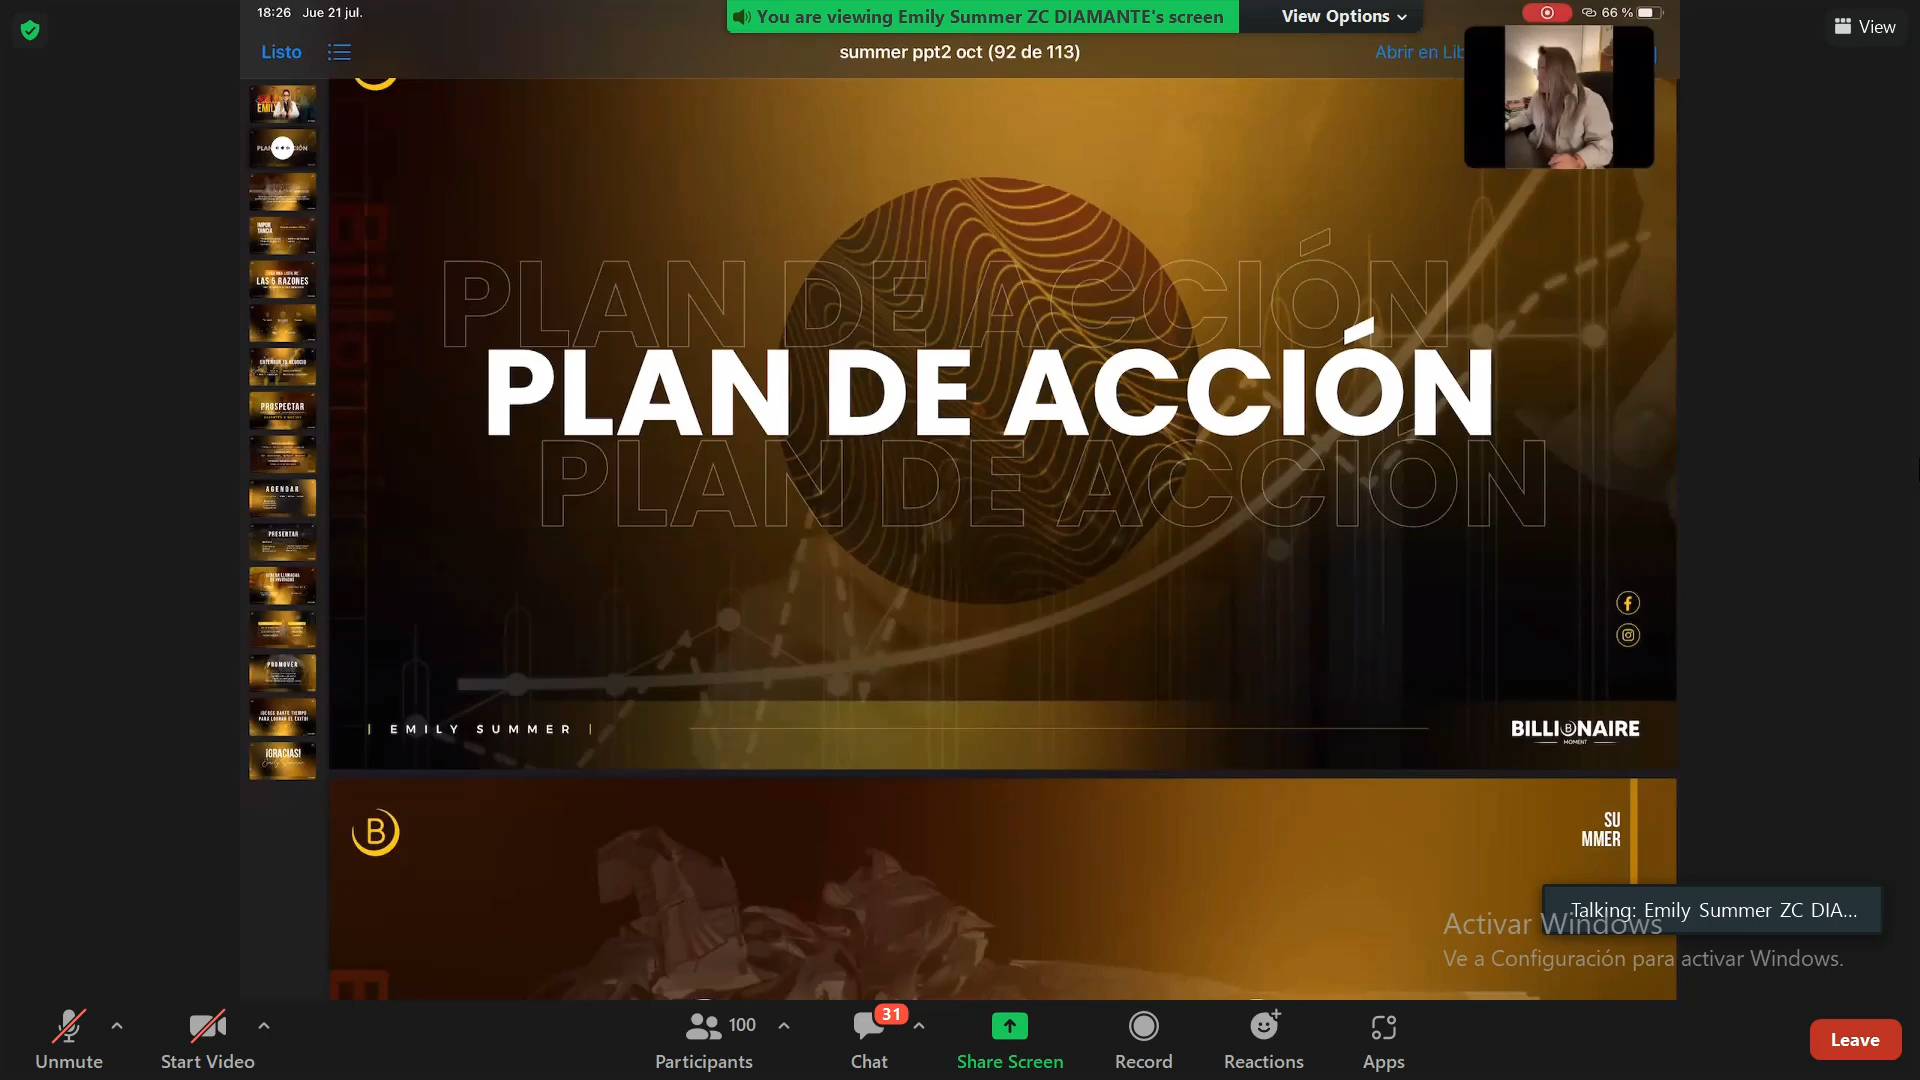 18:26 Jue 21 jul.
You are viewing Emily Summer ZC DIAMANTE's screen
View Options
66 %
View
Listo
summer ppt2 oct (92 de 113)
Abrir en Lib
EMILY
LAS 5 RAZONES
PROSPECTAR
AGENDAR
PRESENTAR
PROMOVER
¡GRACIAS!
PLAN DE ACCIÓN
PLAN DE ACCIÓN
PLAN DE ACCIÓN
| EMILY SUMMER |
BILLIONAIRE
MOMENT
B
SU
MMER
Talking: Emily Summer ZC DIA...
Activar Windows
Ve a Configuración para activar Windows.
Unmute
Start Video
100
Participants
31
Chat
Share Screen
Record
Reactions
Apps
Leave